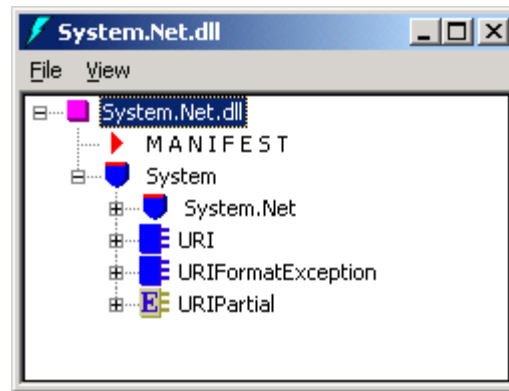 System.Net.dll
File View
System.Net.dll
MANIFEST
System
System.Net
URI
URIFormatException
E URIPartial